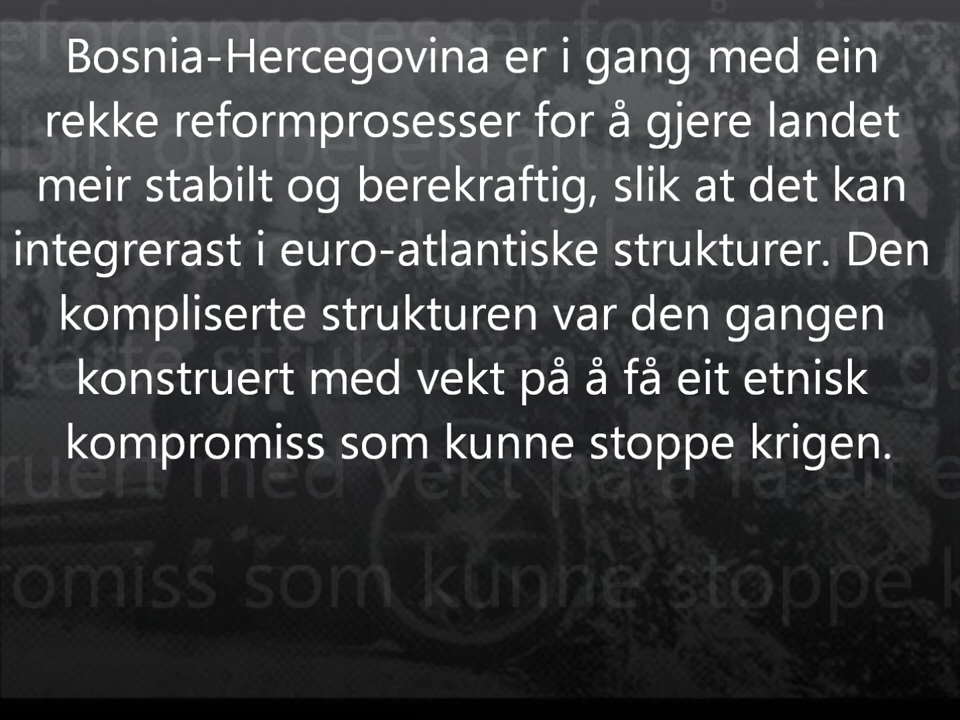 Bosnia-Hercegovina er i gang med ein
rekke reformprosesser for å gjere landet
meir stabilt og berekraftig, slik at det kan
integrerast i euro-atlantiske strukturer. Den
kompliserte strukturen var den gangen
konstruert med vekt på å få eit etnisk
kompromiss som kunne stoppe krigen.